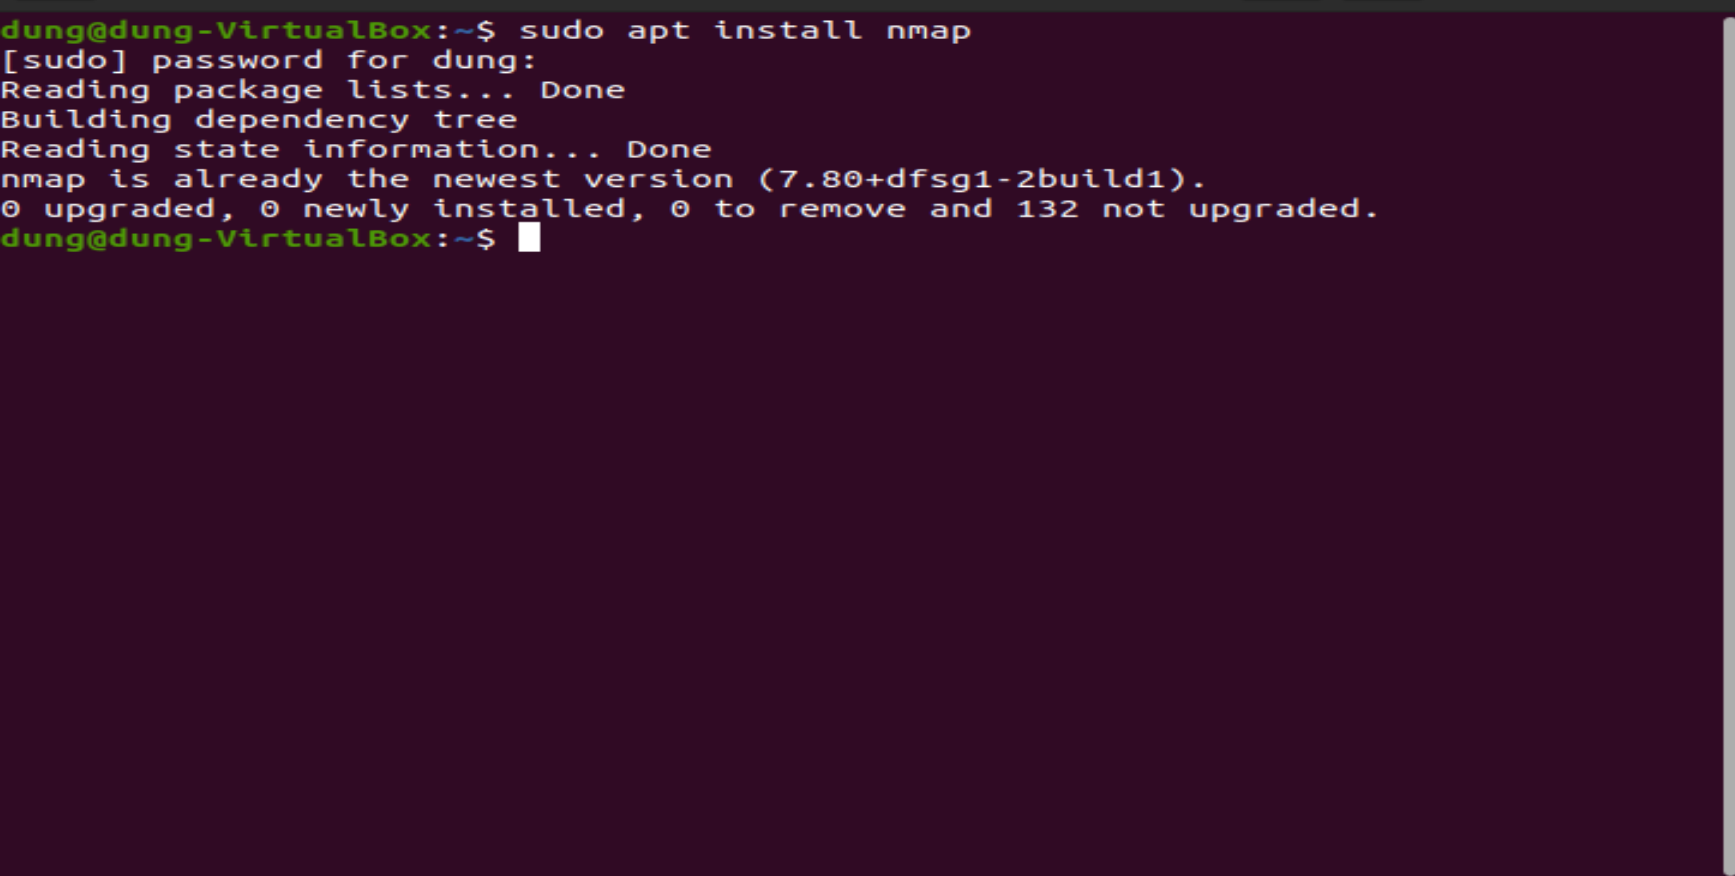 dung@dung-VirtualBox:~$ sudo apt install nmap
[sudo] password for dung:
Reading package lists... Done
Building dependency tree
Reading state information... Done
nmap is already the newest version (7.80+dfsg1-2build1).
0 upgraded, 0 newly installed, 0 to remove and 132 not upgraded.
dung@dung-VirtualBox:~$